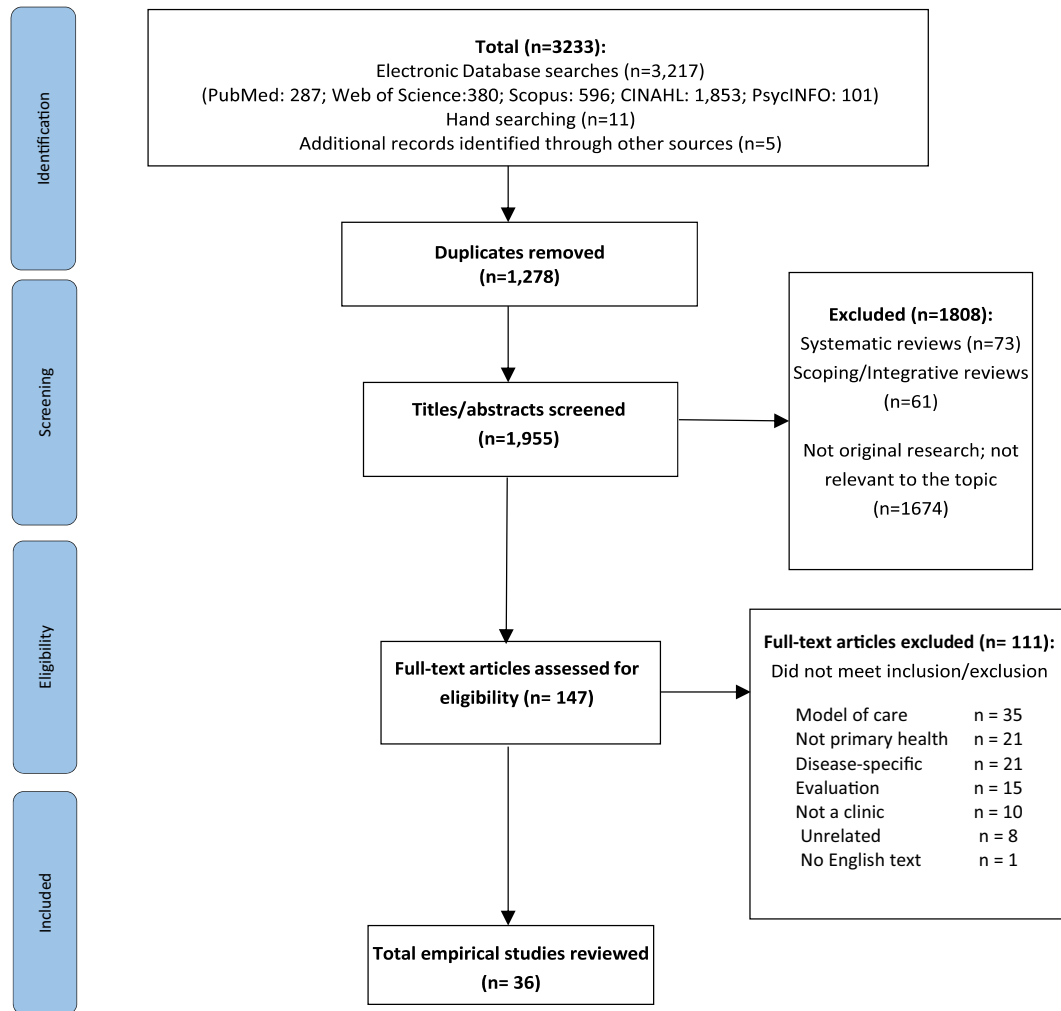 Identification
Total (n=3233):
Electronic Database searches (n=3,217)
(PubMed: 287; Web of Science:380; Scopus: 596; CINAHL: 1,853; PsycINFO: 101)
Hand searching (n=11)
Additional records identified through other sources (n=5)
Duplicates removed
(n=1,278)
Screening
Titles/abstracts screened
(n=1,955)
Excluded (n=1808):
Systematic reviews (n=73)
Scoping/Integrative reviews
(n=61)
Not original research; not
relevant to the topic
(n=1674)
Eligibility
Full-text articles assessed for
eligibility (n= 147)
Full-text articles excluded (n= 111):
Did not meet inclusion/exclusion
Model of care n = 35
Not primary health n = 21
Disease-specific n = 21
Evaluation n = 15
Not a clinic n = 10
Unrelated n = 8
No English text n = 1
Included
Total empirical studies reviewed
(n= 36)